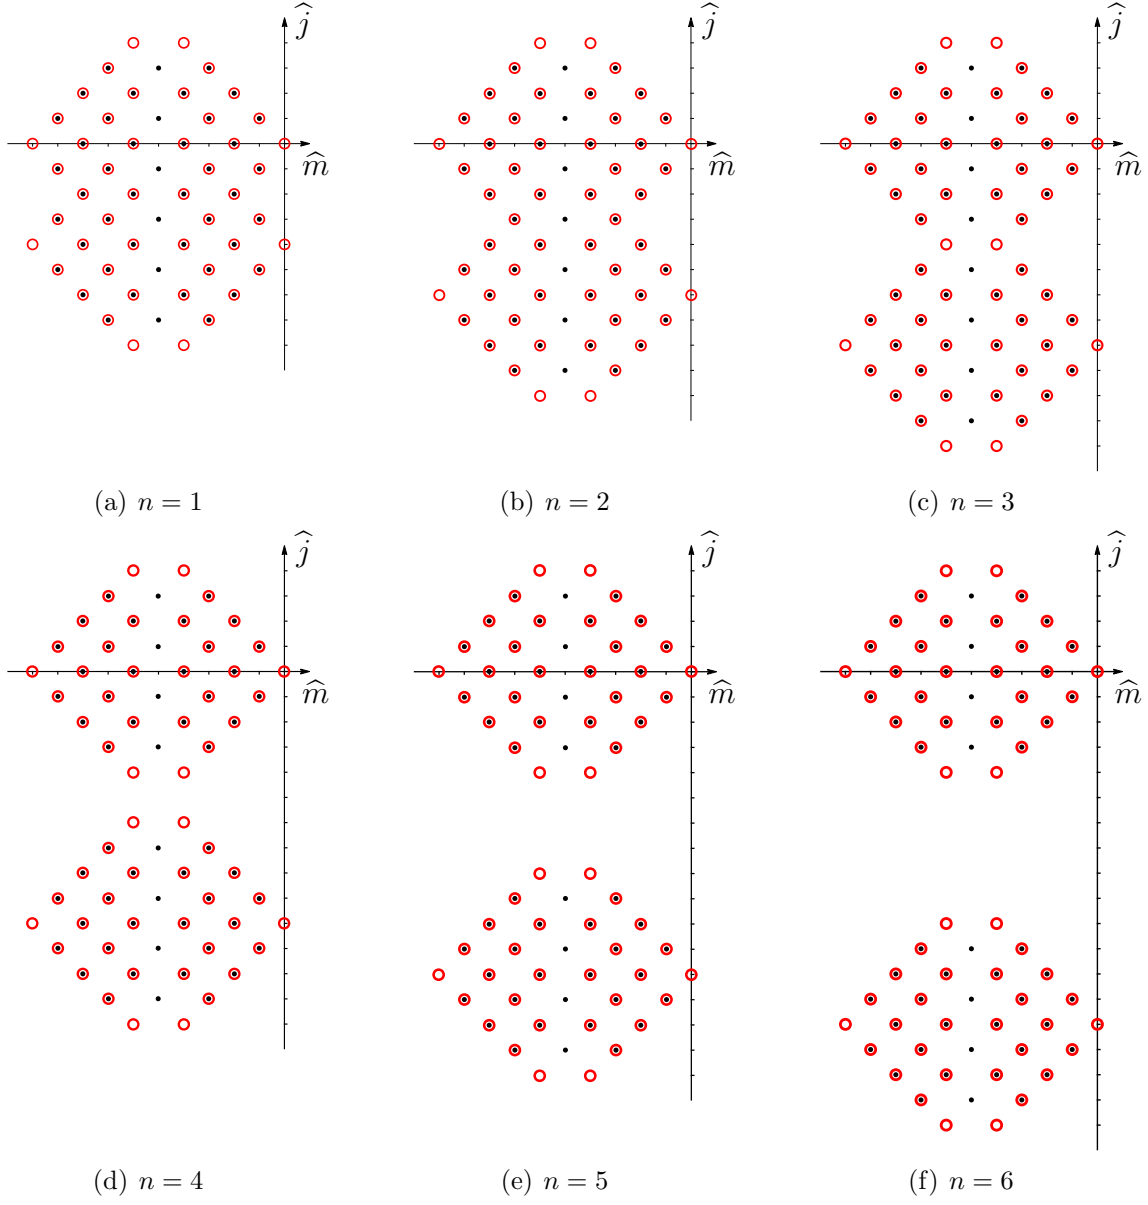 ĵ ĵ ĵ
m̂ m̂ m̂
(a) n = 1 (b) n = 2 (c) n = 3
ĵ ĵ ĵ
m̂ m̂ m̂
(d) n = 4 (e) n = 5 (f) n = 6